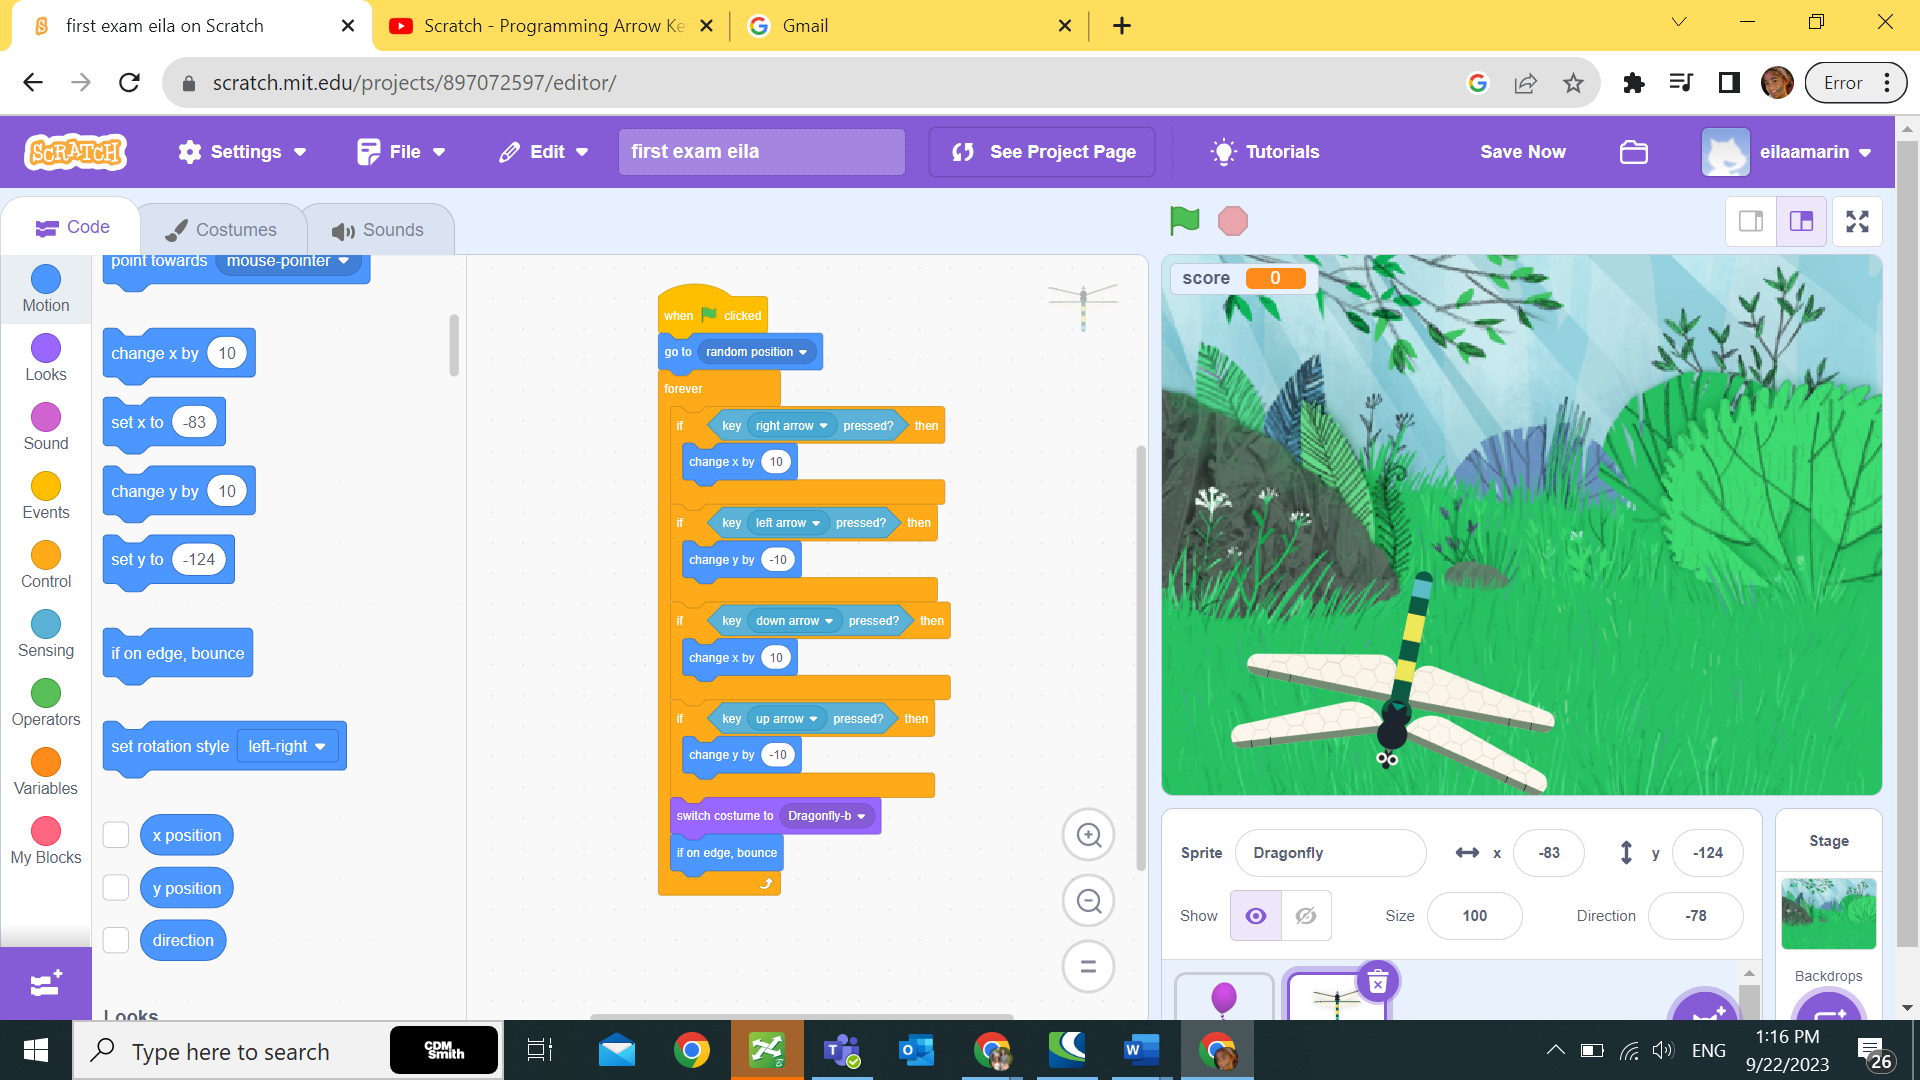 first exam eila on Scratch
Scratch - Programming Arrow Ke
Gmail
scratch.mit.edu/projects/897072597/editor/
Error
SCRATCH
Settings
File
Edit
first exam eila
See Project Page
Tutorials
Save Now
eilaamarin
Code
Costumes
Sounds
Motion
Looks
Sound
Events
Control
Sensing
Operators
Variables
My Blocks
point towards mouse-pointer
change x by 10
set x to -83
change y by 10
set y to -124
if on edge, bounce
set rotation style left-right
x position
y position
direction
Looks
when clicked
go to random position
forever
if key right arrow pressed? then
change x by 10
if key left arrow pressed? then
change y by -10
if key down arrow pressed? then
change x by 10
if key up arrow pressed? then
change y by -10
switch costume to Dragonfly-b
if on edge, bounce
score 0
Sprite Dragonfly x -83 y -124
Show Size 100 Direction -78
Stage
Backdrops
Type here to search
CDM
Smith
ENG
1:16 PM
9/22/2023
26